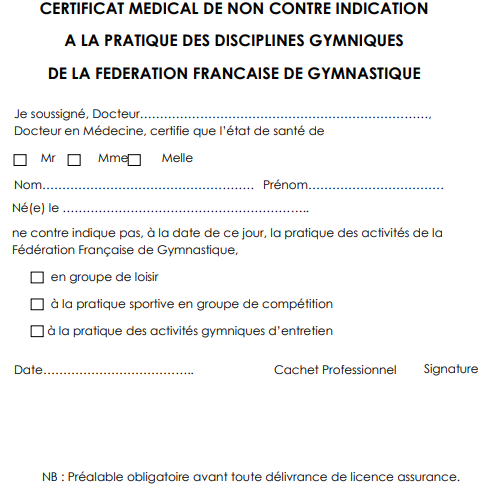 CERTIFICAT MEDICAL DE NON CONTRE INDICATION
A LA PRATIQUE DES DISCIPLINES GYMNIQUES
DE LA FEDERATION FRANCAISE DE GYMNASTIQUE
Je soussigné, Docteur……………………………………………………………,
Docteur en Médecine, certifie que l'état de santé de
Mr Mme Melle
Nom…………………………………………… Prénom……………………………
Né(e) le …………………………………………………..
ne contre indique pas, à la date de ce jour, la pratique des activités de la
Fédération Française de Gymnastique,
en groupe de loisir
à la pratique sportive en groupe de compétition
à la pratique des activités gymniques d'entretien
Date……………………………….. Cachet Professionnel Signature
NB : Préalable obligatoire avant toute délivrance de licence assurance.